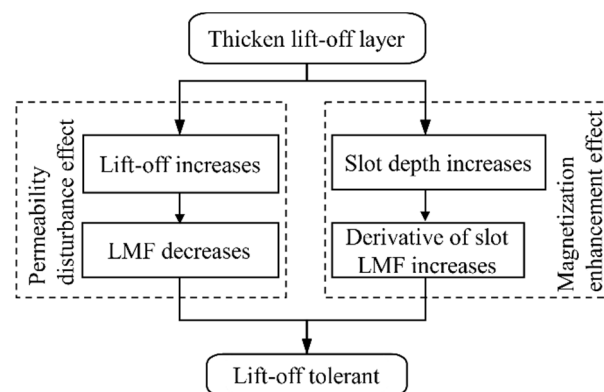 Thicken lift-off layer
Permeability
disturbance effect
Lift-off increases
LMF decreases
Slot depth increases
Derivative of slot
LMF increases
Magnetization
enhancement effect
Lift-off tolerant